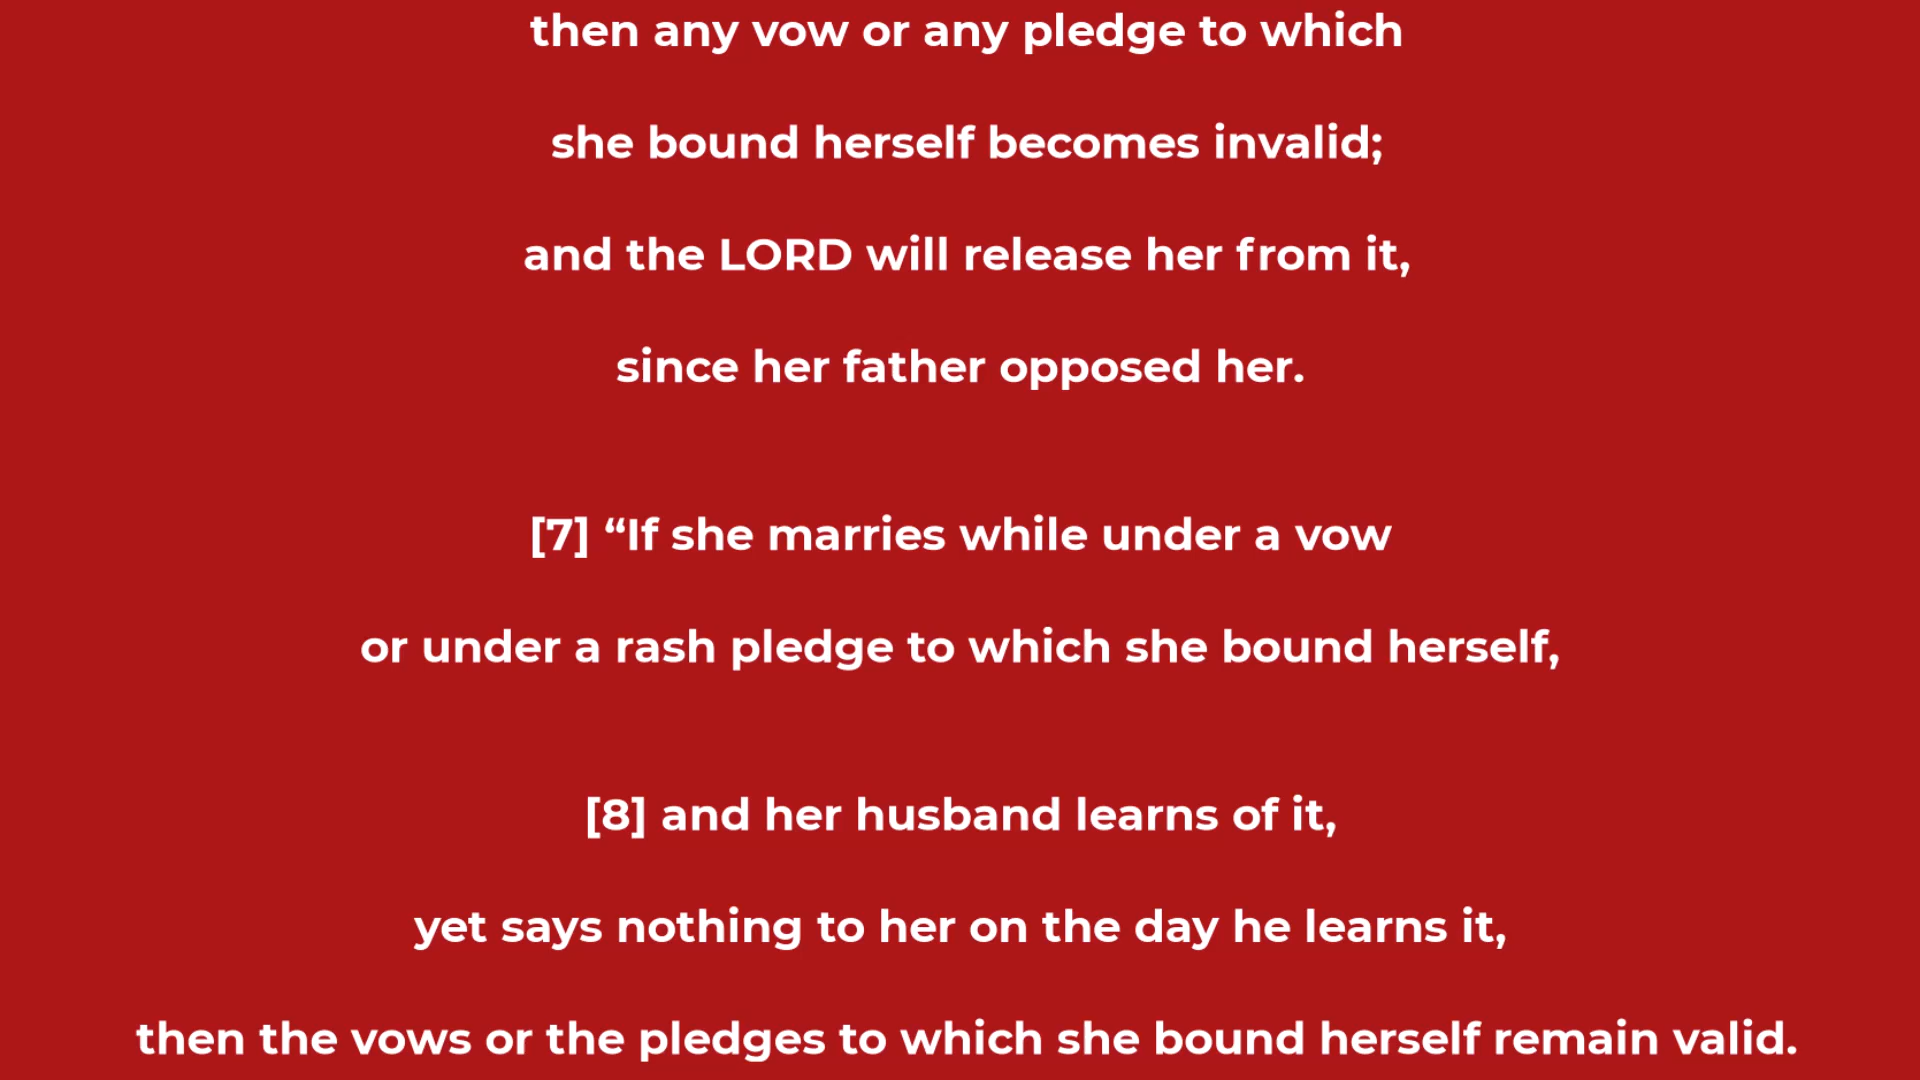 then any vow or any pledge to which
she bound herself becomes invalid;
and the LORD will release her from it,
since her father opposed her.
[7] “If she marries while under a vow
or under a rash pledge to which she bound herself,
[8] and her husband learns of it,
yet says nothing to her on the day he learns it,
then the vows or the pledges to which she bound herself remain valid.